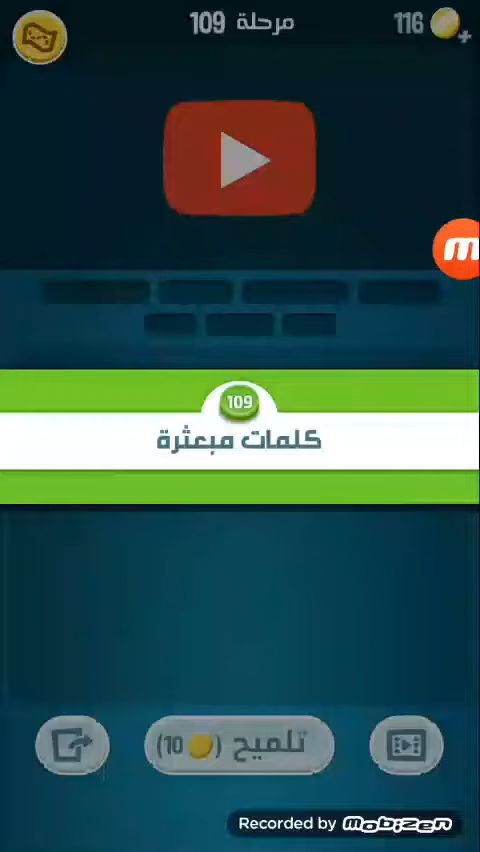 مرحلة 109
116
109
كلمات مبعثرة
تلميح (10)
Recorded by mobizen